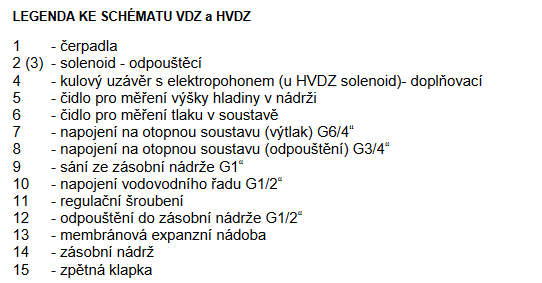 LEGENDA KE SCHÉMATU VDZ a HVDZ
1 - čerpadla
2 (3) - solenoid - odpouštěcí
4 - kulový uzávěr s elektropohonem (u HVDZ solenoid)- doplňovací
5 - čidlo pro měření výšky hladiny v nádrži
6 - čidlo pro měření tlaku v soustavě
7 - napojení na otopnou soustavu (výtlak) G6/4“
8 - napojení na otopnou soustavu (odpouštění) G3/4“
9 - sání ze zásobní nádrže G1“
10 - napojení vodovodního řadu G1/2“
11 - regulační šroubení
12 - odpouštění do zásobní nádrže G1/2“
13 - membránová expanzní nádoba
14 - zásobní nádrž
15 - zpětná klapka